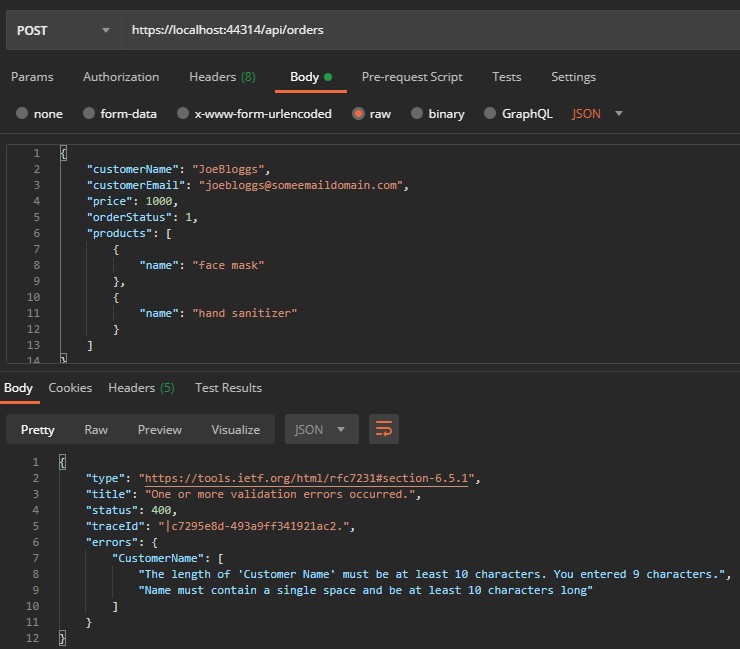 POST https://localhost:44314/api/orders
Params Authorization Headers (8) Body Pre-request Script Tests Settings
none form-data x-www-form-urlencoded raw binary GraphQL JSON
1 {
2 "customerName": "JoeBloggs",
3 "customerEmail": "joebloggs@someemaildomain.com",
4 "price": 1000,
5 "orderStatus": 1,
6 "products": [
7 {
8 "name": "face mask"
9 },
10 {
11 "name": "hand sanitizer"
12 }
13 ]
14 }
Body Cookies Headers (5) Test Results
Pretty Raw Preview Visualize JSON
1 {
2 "type": "https://tools.ietf.org/html/rfc7231#section-6.5.1",
3 "title": "One or more validation errors occurred.",
4 "status": 400,
5 "traceId": "|c7295e8d-493a9ff341921ac2.",
6 "errors": {
7 "CustomerName": [
8 "The length of 'Customer Name' must be at least 10 characters. You entered 9 characters.",
9 "Name must contain a single space and be at least 10 characters long"
10 ]
11 }
12 }